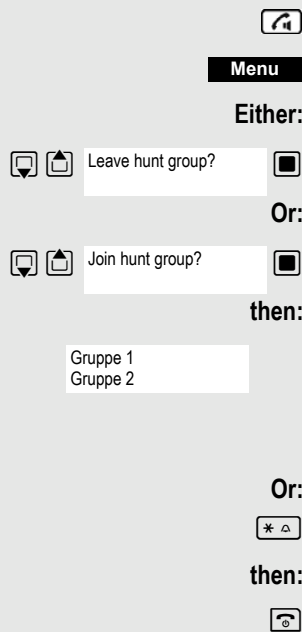 Menu
Either:
Leave hunt group?
Or:
Join hunt group?
then:
Gruppe 1
Gruppe 2
Or:
*
then: